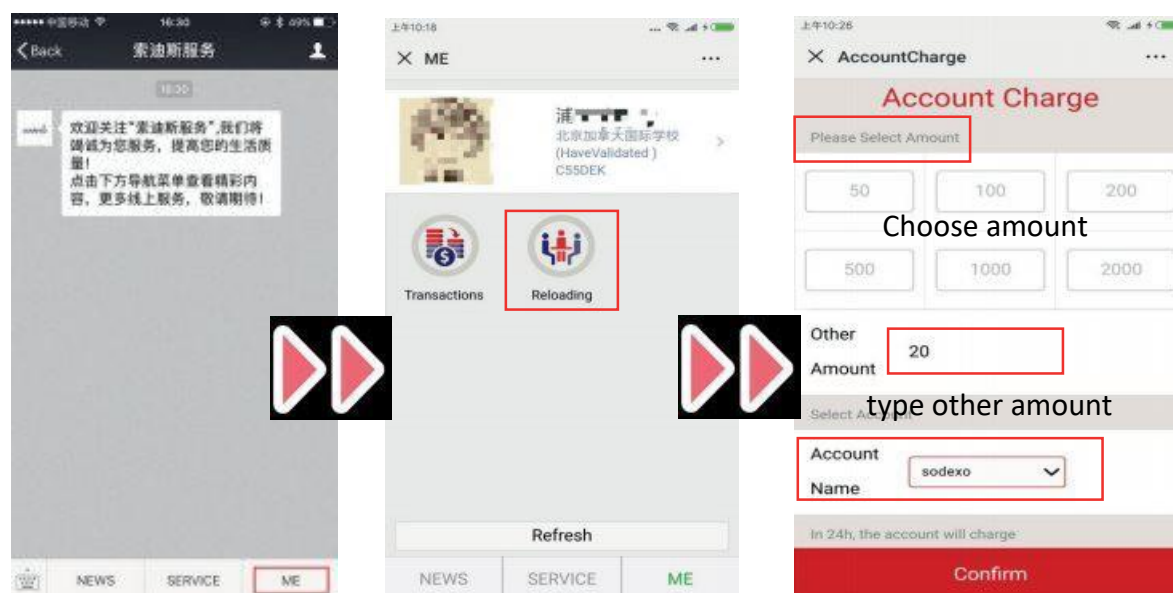 中国移动 16:30 49%
Back 索迪斯服务
16:30
欢迎关注"索迪斯服务",我们将
竭诚为您服务,提高您的生活质
量!
点击下方导航菜单查看精彩内
容,更多线上服务,敬请期待!
NEWS SERVICE ME
上午10:18
ME
浦
北京加拿大国际学校
(HaveValidated )
C55DEK
Transactions Reloading
Refresh
NEWS SERVICE ME
上午10:26
AccountCharge
Account Charge
Please Select Amount
50 100 200
Choose amount
500 1000 2000
Other
Amount
20
type other amount
Select Account
Account
Name
sodexo
In 24h, the account will charge
Confirm